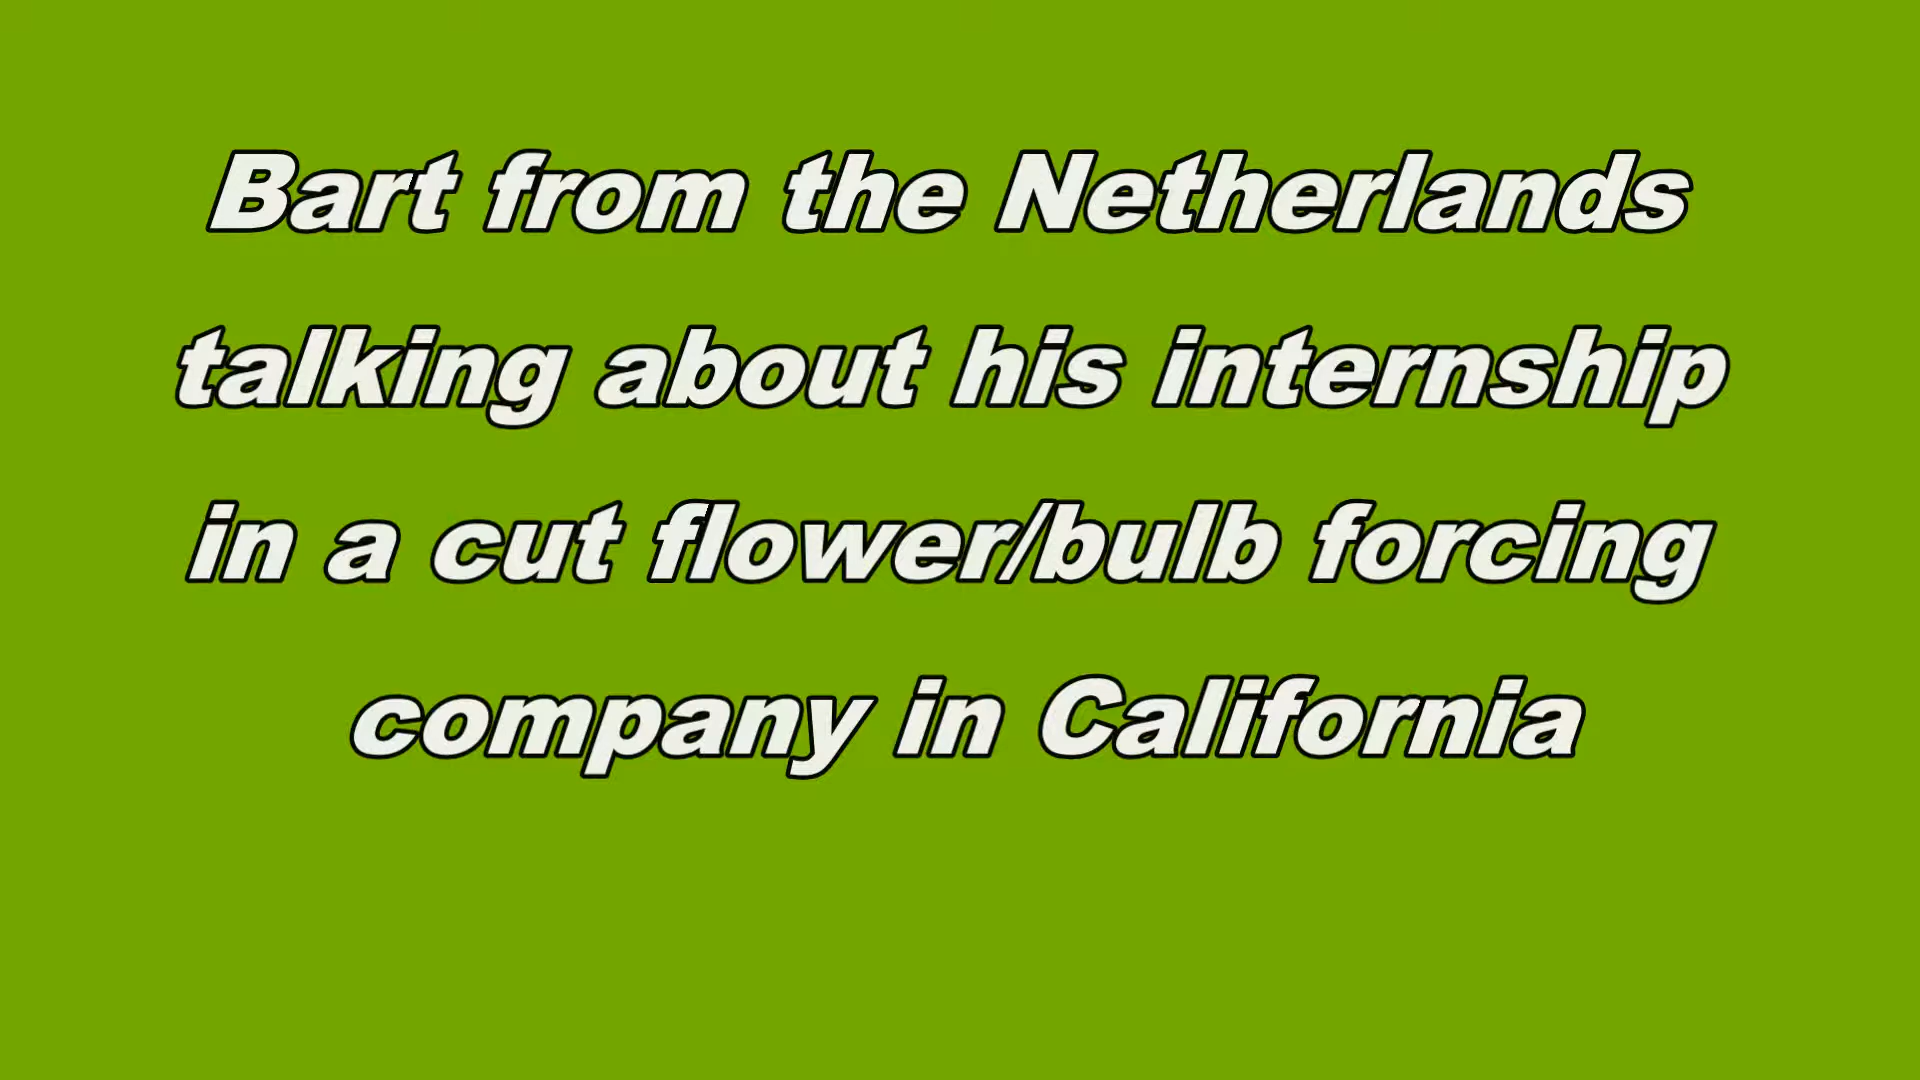 Bart from the Netherlands
talking about his internship
in a cut flower/bulb forcing
company in California